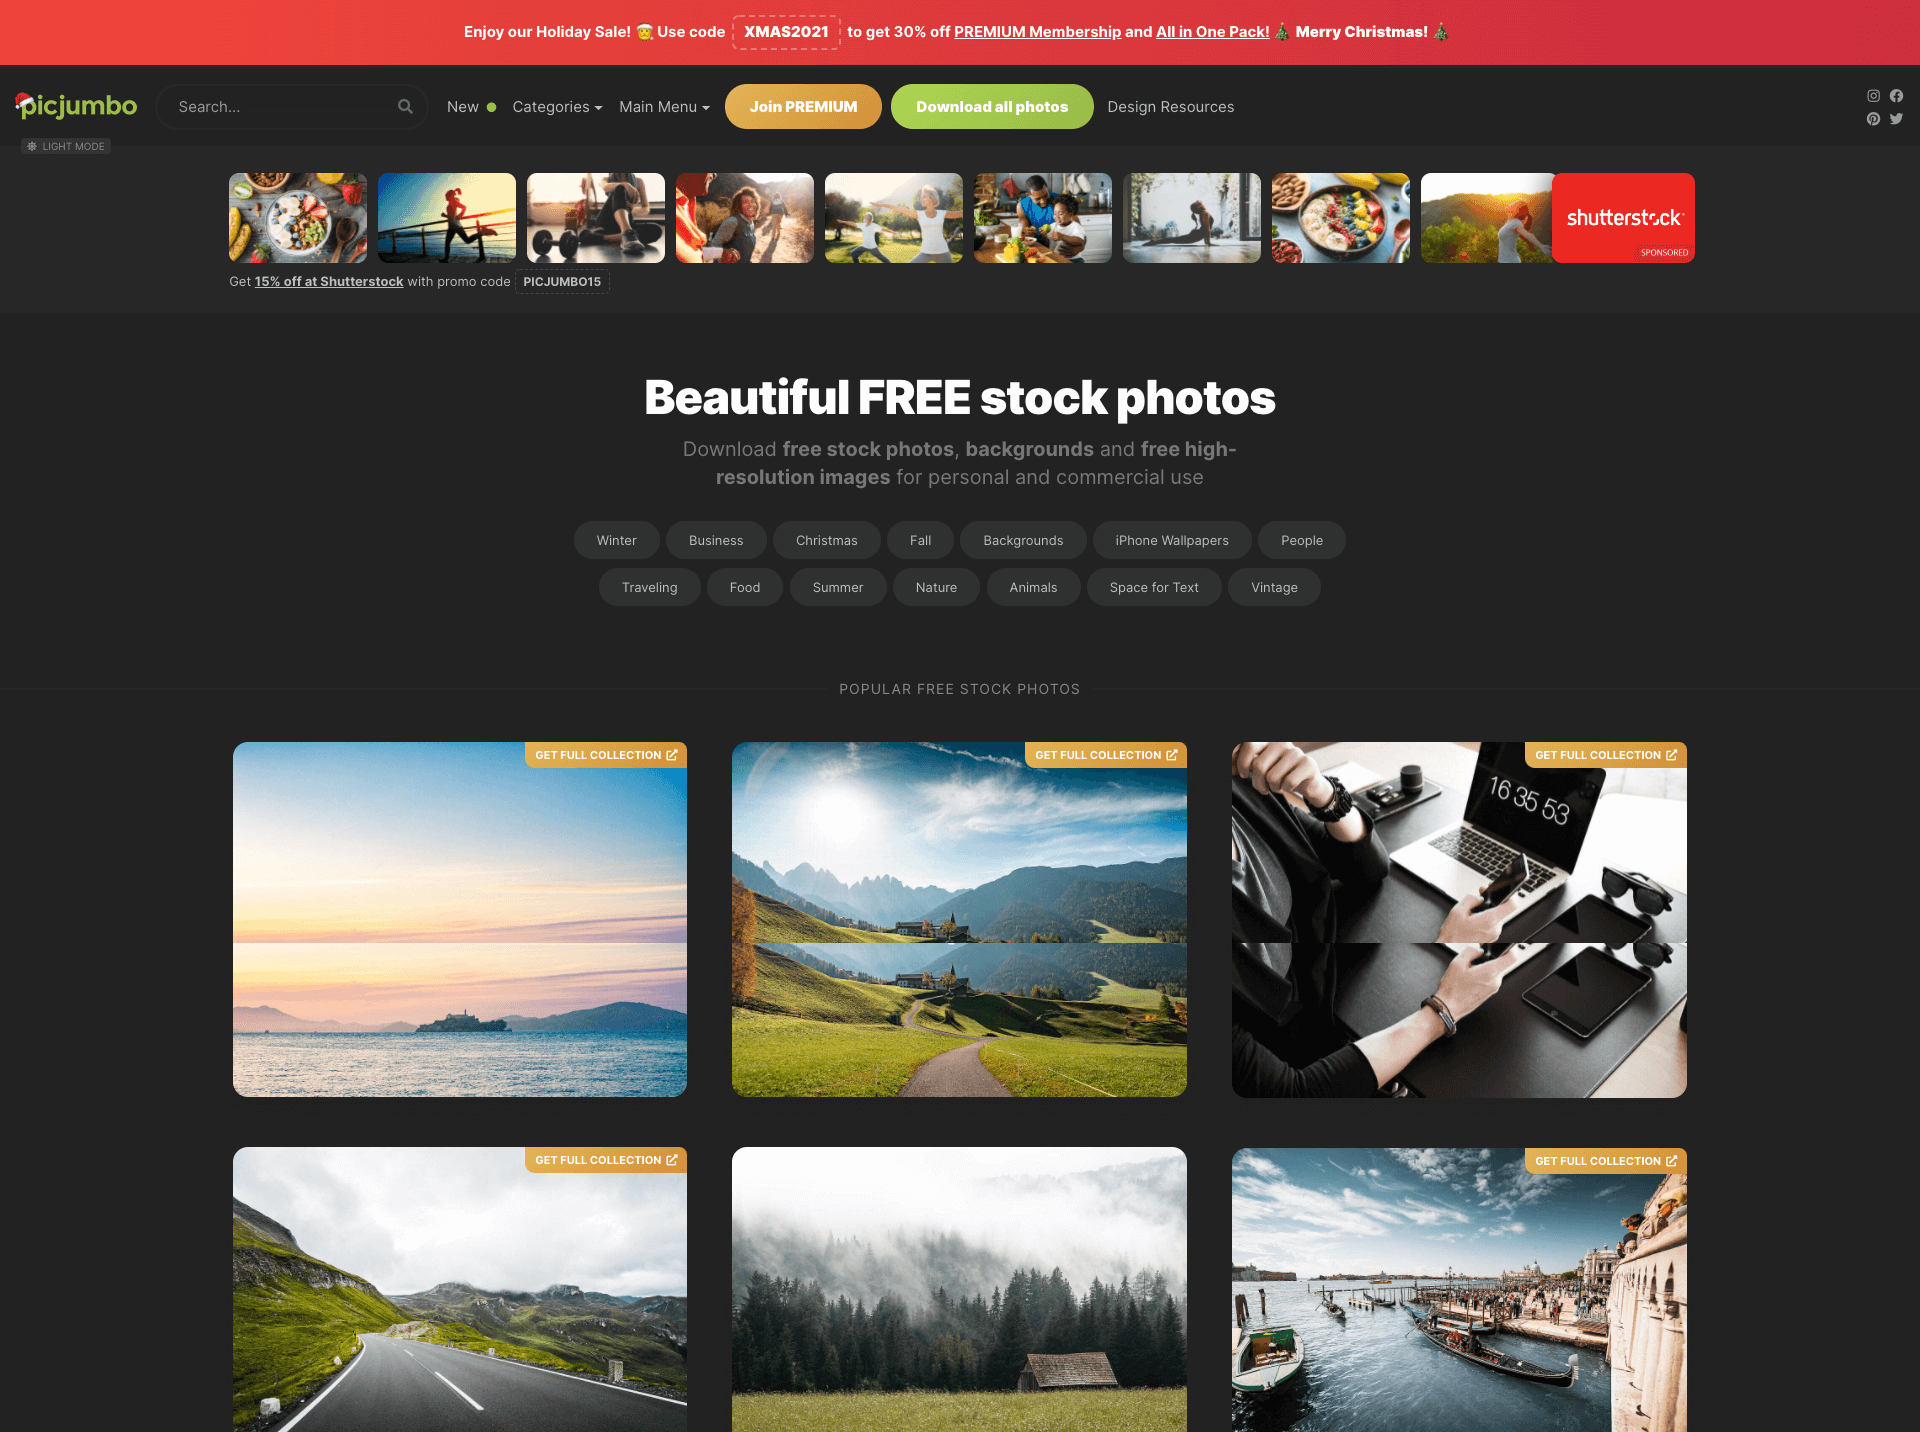 Enjoy our Holiday Sale! 🎅 Use code XMAS2021 to get 30% off PREMIUM Membership and All in One Pack! 🎄 Merry Christmas! 🎄
picjumbo Search... New Categories Main Menu Join PREMIUM Download all photos Design Resources
LIGHT MODE
shutterstock
SPONSORED
Get 15% off at Shutterstock with promo code PICJUMBO15
Beautiful FREE stock photos
Download free stock photos, backgrounds and free high-
resolution images for personal and commercial use
Winter Business Christmas Fall Backgrounds iPhone Wallpapers People
Traveling Food Summer Nature Animals Space for Text Vintage
POPULAR FREE STOCK PHOTOS
GET FULL COLLECTION GET FULL COLLECTION GET FULL COLLECTION
16 35 53
GET FULL COLLECTION GET FULL COLLECTION